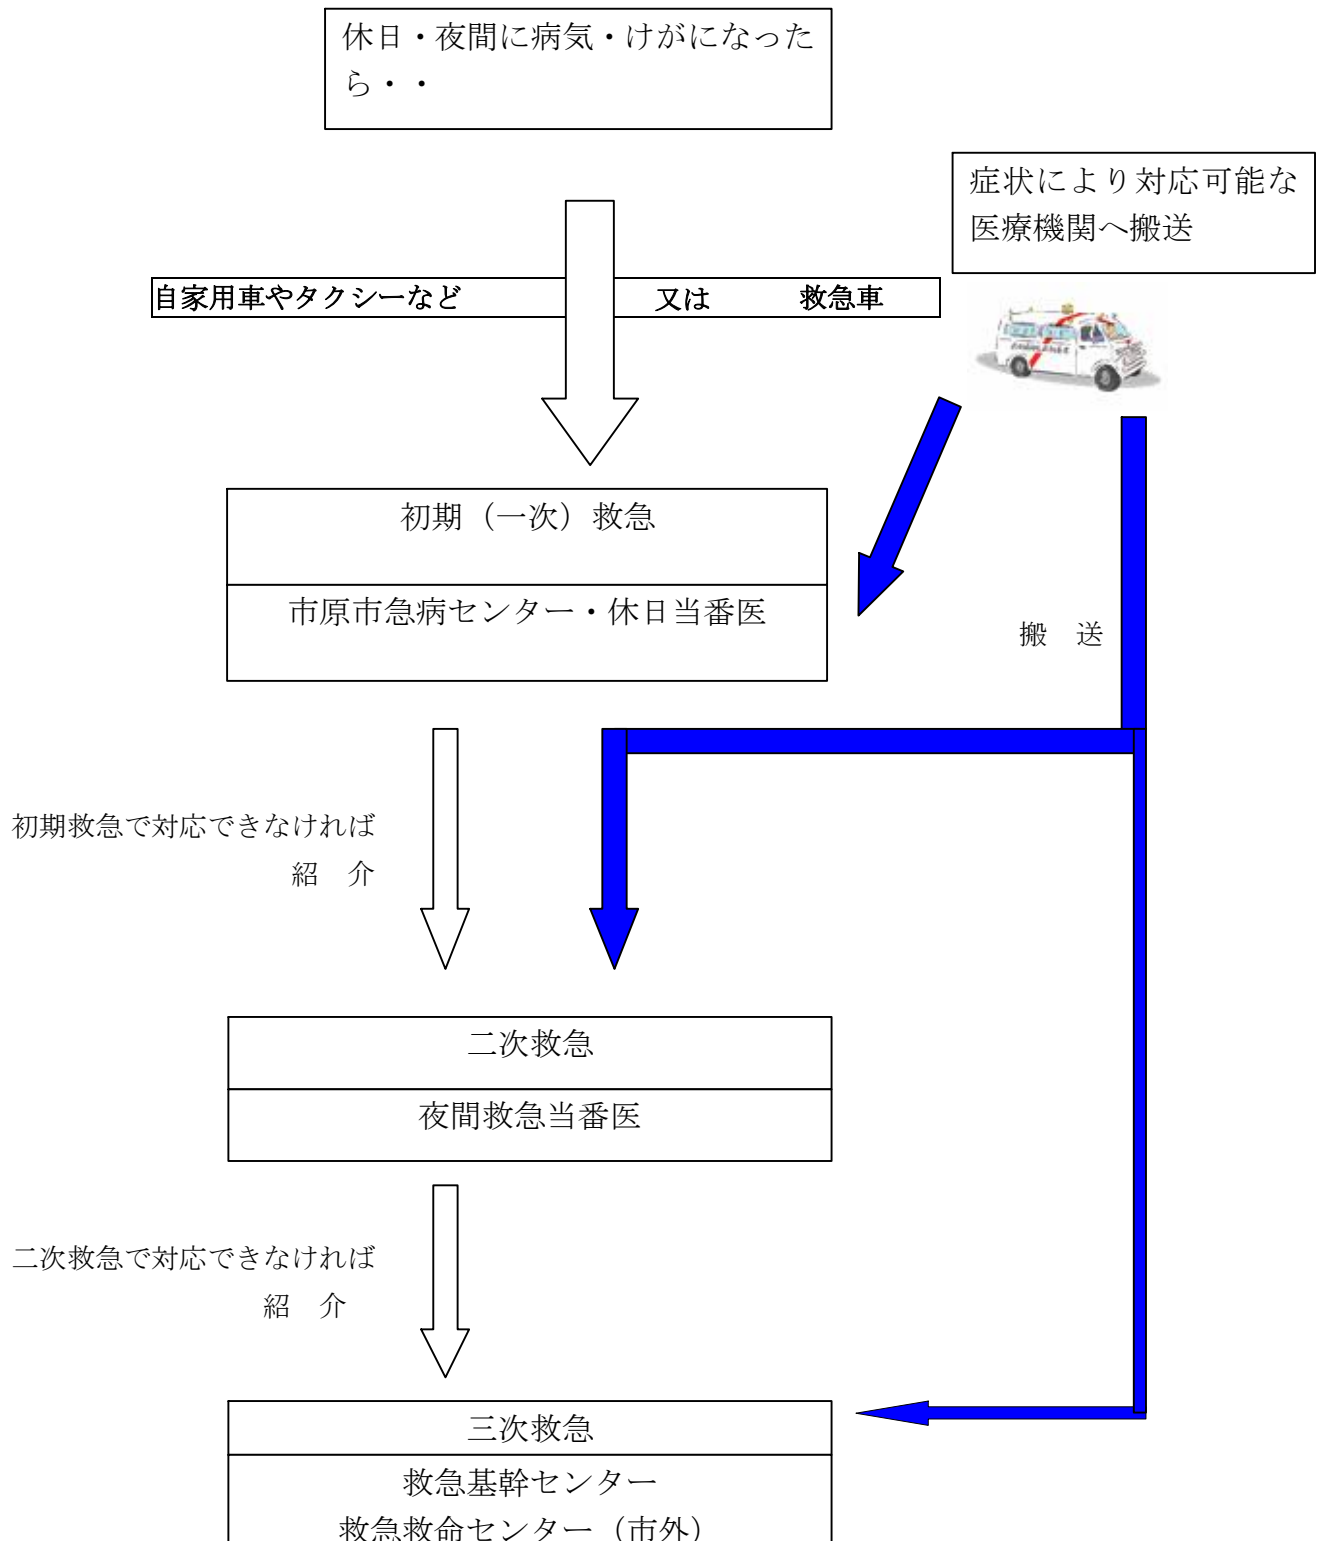 休日・夜間に病気・けがになった
ら・・
症状により対応可能な
医療機関へ搬送
自家用車やタクシーなど 又は 救急車
初期（一次）救急
市原市急病センター・休日当番医
搬 送
初期救急で対応できなければ
紹 介
二次救急
夜間救急当番医
二次救急で対応できなければ
紹 介
三次救急
救急基幹センター
救急救命センター（市外）